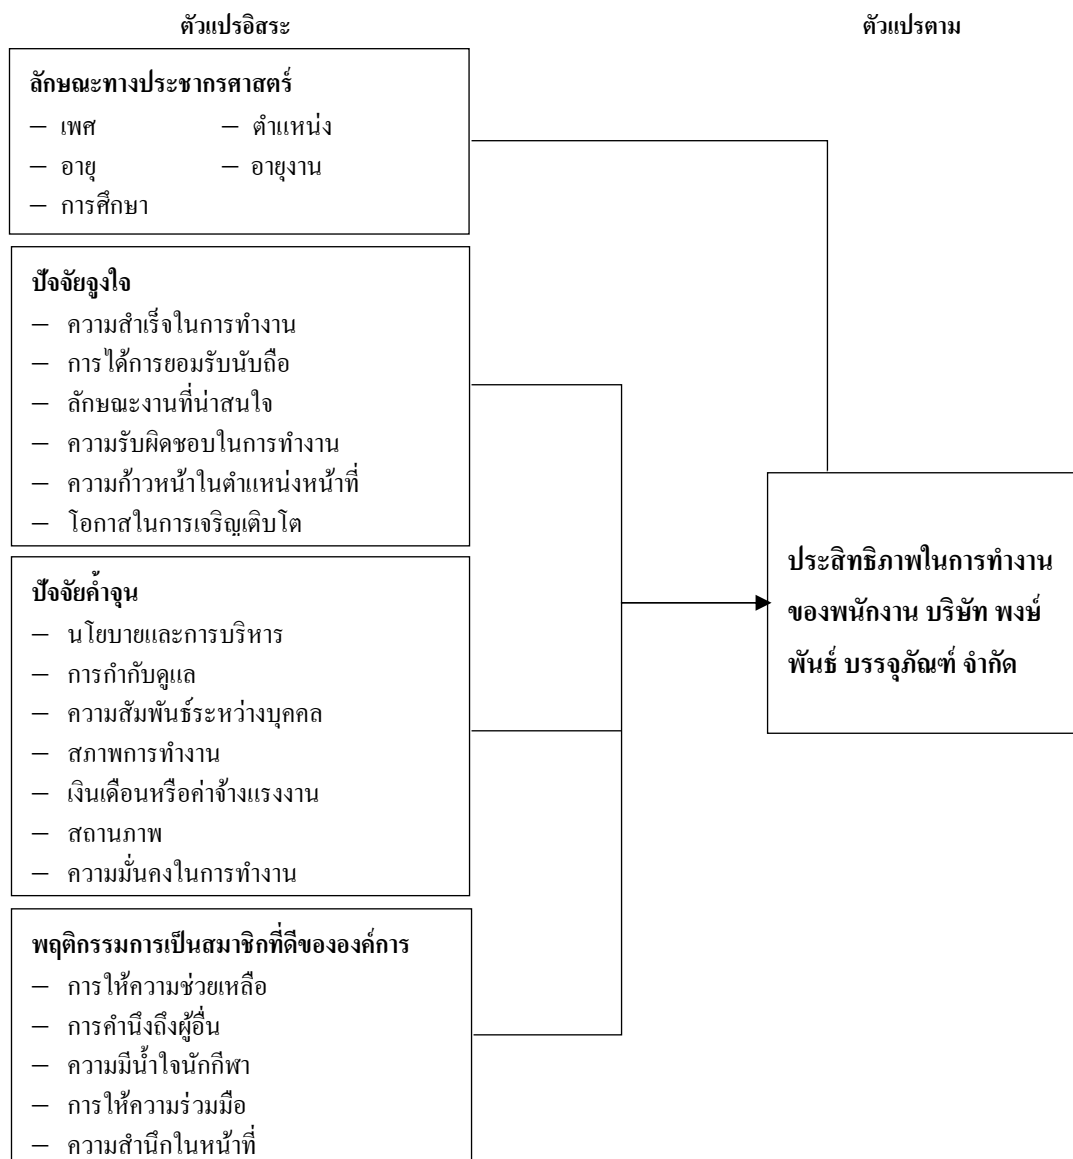 ตัวแปรอิสระ
ตัวแปรตาม
ลักษณะทางประชากรศาสตร์
– เพศ – ตำแหน่ง
– อายุ – อายุงาน
– การศึกษา
ปัจจัยจูงใจ
– ความสำเร็จในการทำงาน
– การได้การยอมรับนับถือ
– ลักษณะงานที่น่าสนใจ
– ความรับผิดชอบในการทำงาน
– ความก้าวหน้าในตำแหน่งหน้าที่
– โอกาสในการเจริญเติบโต
ปัจจัยค้ำจุน
– นโยบายและการบริหาร
– การกำกับดูแล
– ความสัมพันธ์ระหว่างบุคคล
– สภาพการทำงาน
– เงินเดือนหรือค่าจ้างแรงงาน
– สถานภาพ
– ความมั่นคงในการทำงาน
พฤติกรรมการเป็นสมาชิกที่ดีขององค์การ
– การให้ความช่วยเหลือ
– การคำนึงถึงผู้อื่น
– ความมีน้ำใจนักกีฬา
– การให้ความร่วมมือ
– ความสำนึกในหน้าที่
ประสิทธิภาพในการทำงาน
ของพนักงาน บริษัท พงษ์
พันธ์ บรรจุภัณฑ์ จำกัด